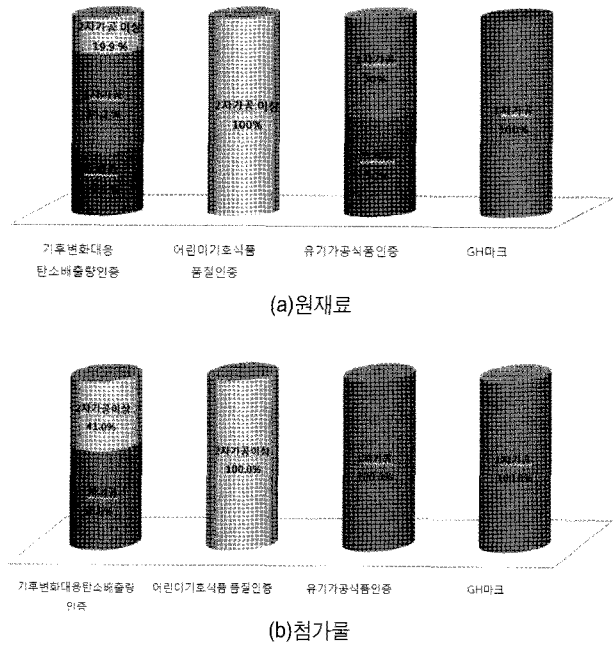 2차가공 이상
19.9 %
2차가공 이상
100%
100%
기후변화대응
탄소배출량인증
어린이기호식품
품질인증
유기가공식품인증
GH마크
(a)원재료
2차가공이상
41.0%
2차가공이상
100.0%
100.0%
100.0%
기후변화대응탄소배출량
인증
어린이기호식품 품질인증
유기가공식품인증
GH마크
(b)첨가물